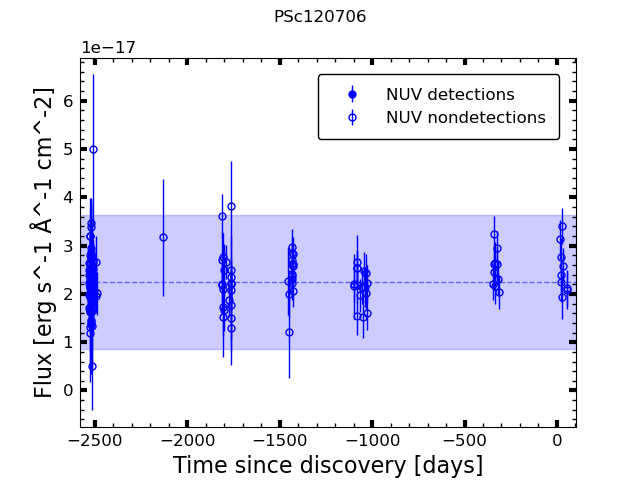 PSc120706
1e−17
NUV detections
NUV nondetections
6
5
4
3
2
1
0
Flux [erg s^-1 Å^-1 cm^-2]
−2500 −2000 −1500 −1000 −500 0
Time since discovery [days]